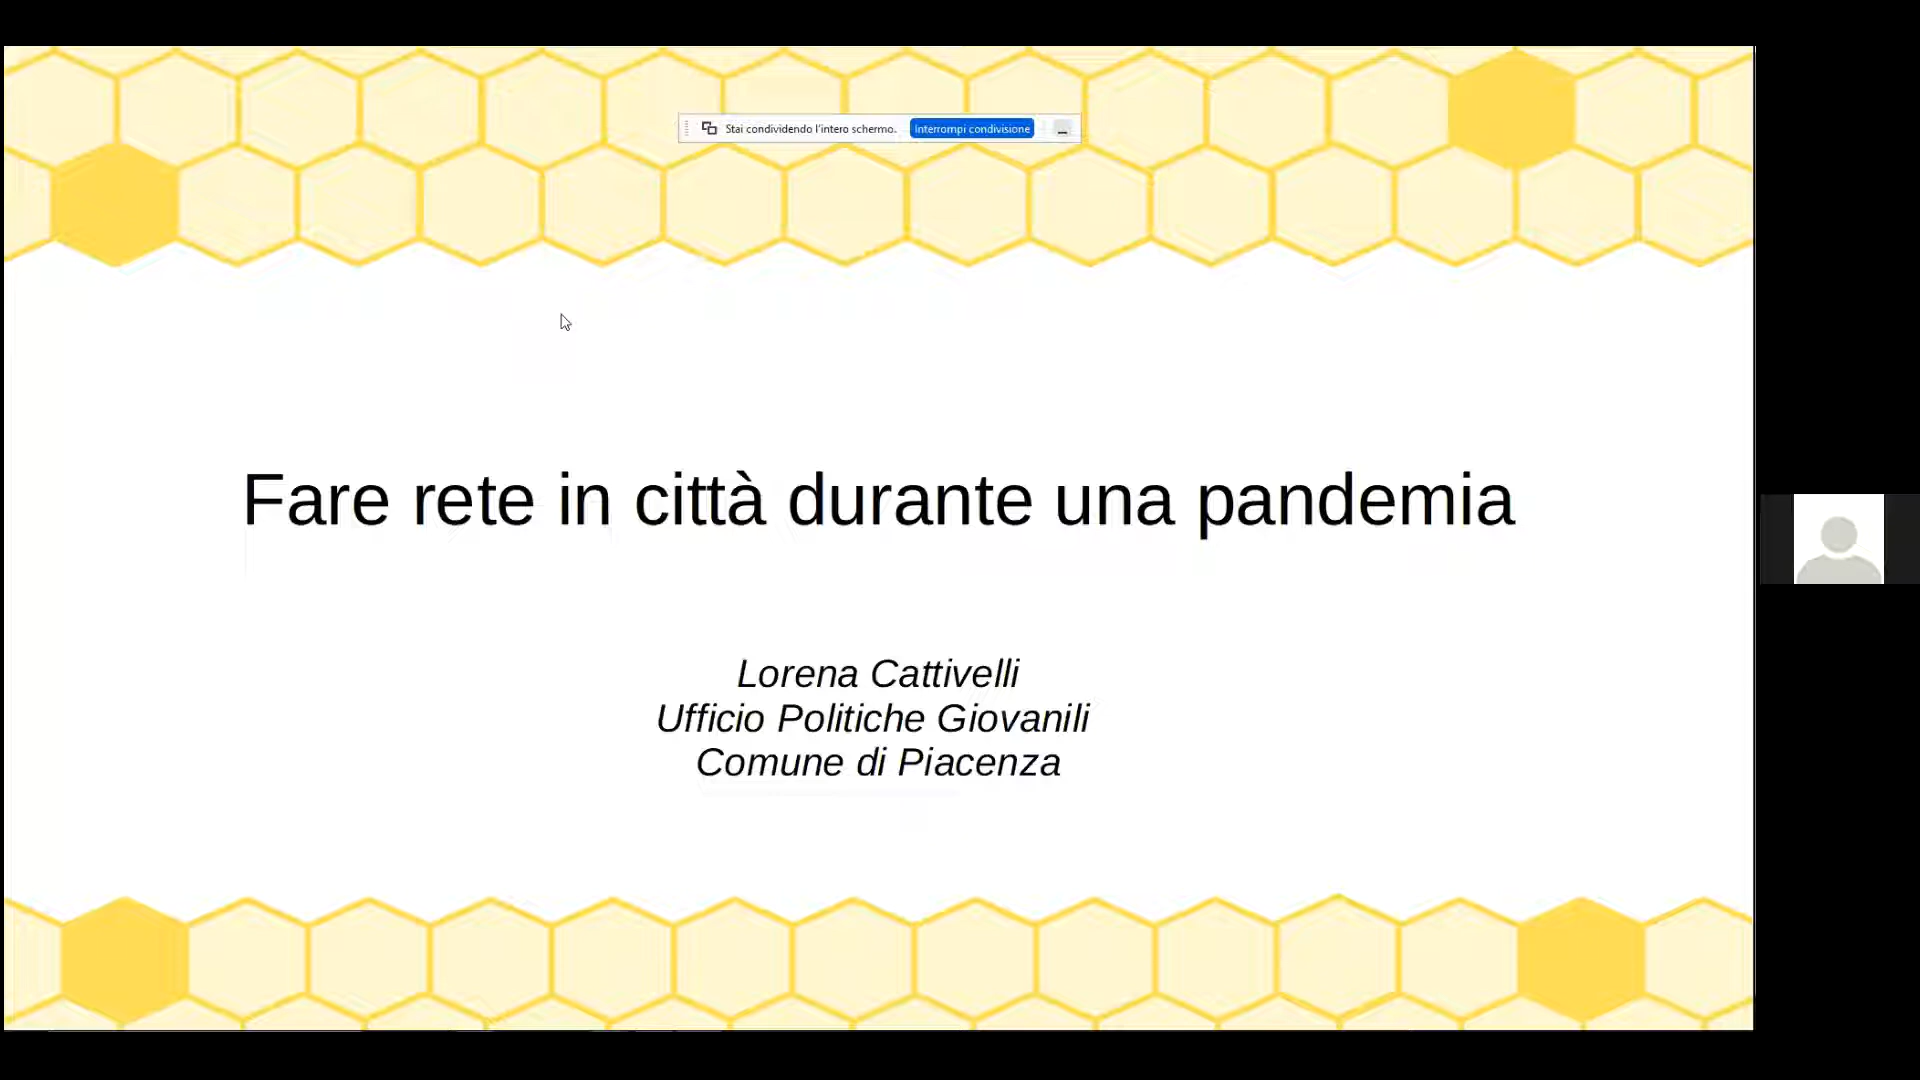 Stai condividendo l'intero schermo. Interrompi condivisione
Fare rete in città durante una pandemia
Lorena Cattivelli
Ufficio Politiche Giovanili
Comune di Piacenza